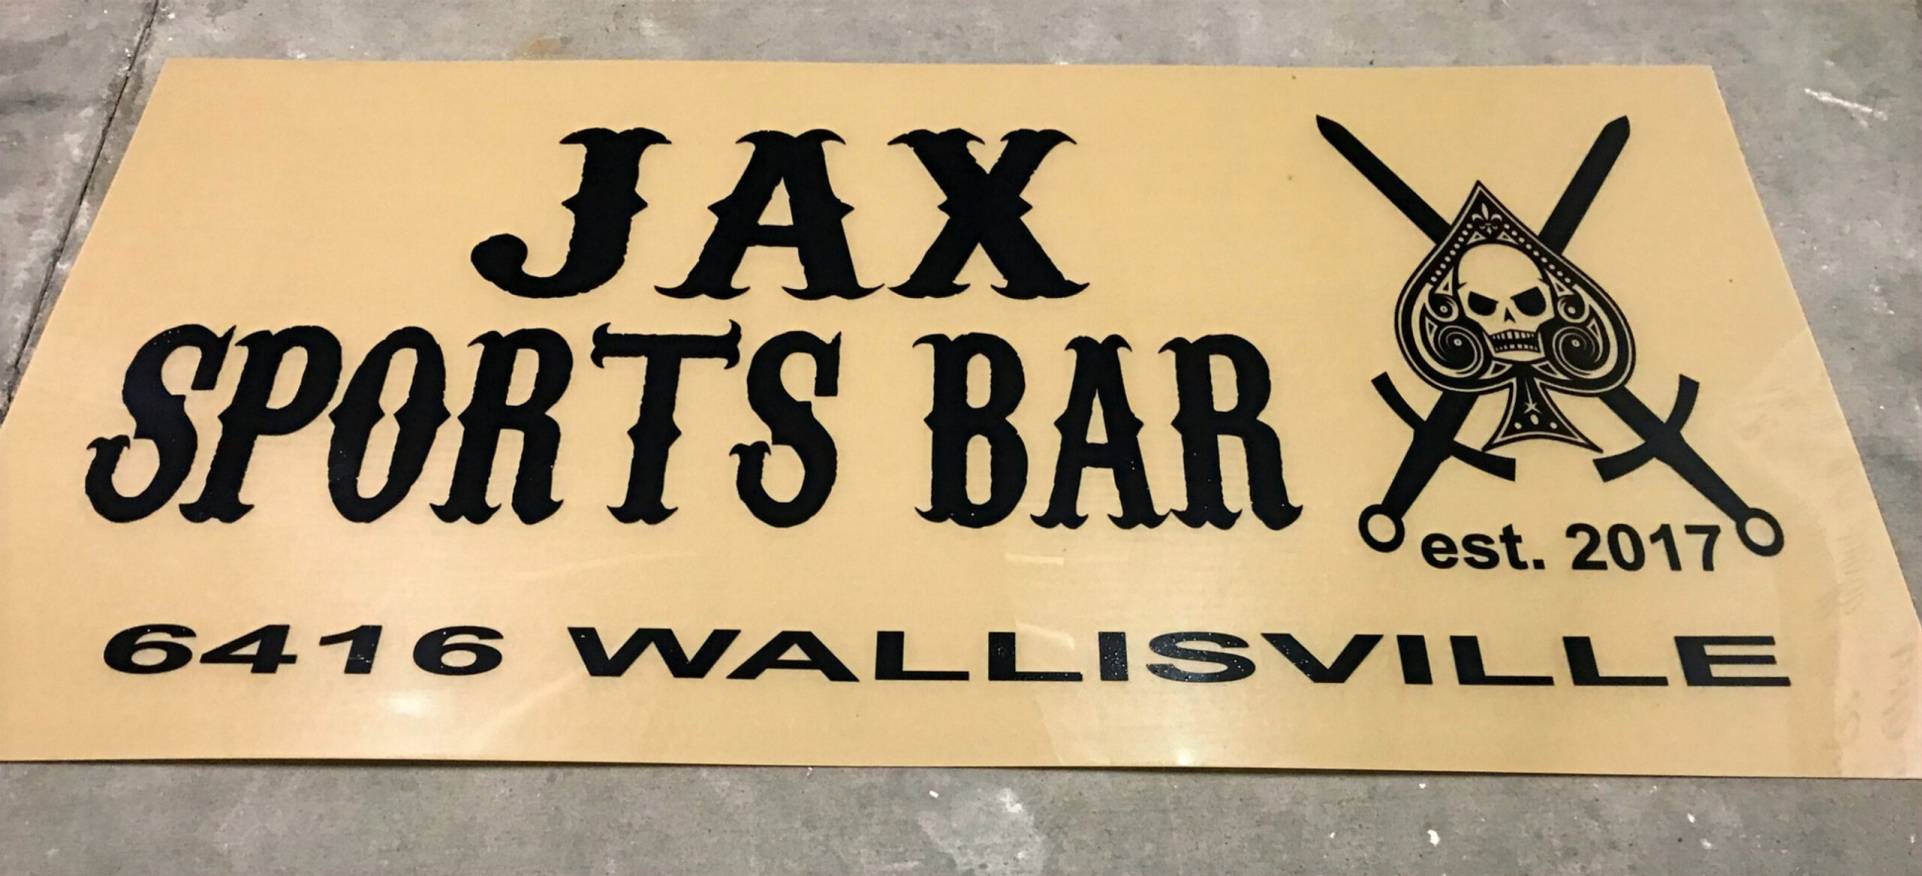 JAX
SPORTS BAR
est. 2017
6416 WALLISVILLE